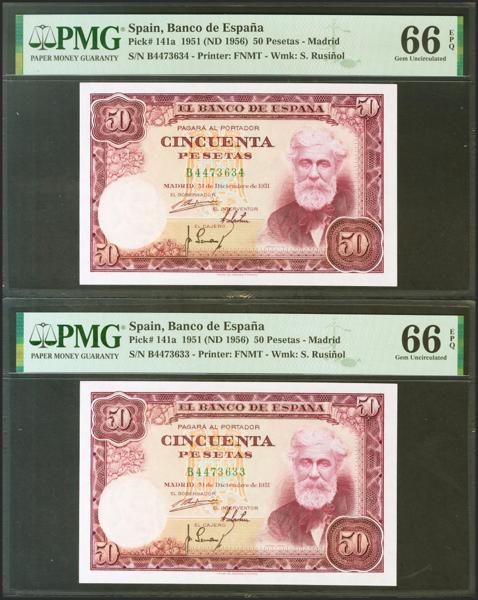 PMG
PAPER MONEY GUARANTY
Spain, Banco de España
Pick# 141a 1951 (ND 1956) 50 Pesetas - Madrid
S/N B4473634 - Printer: FNMT - Wmk: S. Rusiñol
66 EPQ
Gem Uncirculated
50
EL BANCO DE ESPAÑA
50
PAGARÁ AL PORTADOR
CINCUENTA
PESETAS
B4473634
MADRID, 31 de Diciembre de 1951
EL GOBERNADOR
EL INTERVENTOR
EL CAJERO
50
50
PMG
PAPER MONEY GUARANTY
Spain, Banco de España
Pick# 141a 1951 (ND 1956) 50 Pesetas - Madrid
S/N B4473633 - Printer: FNMT - Wmk: S. Rusiñol
66 EPQ
Gem Uncirculated
50
EL BANCO DE ESPAÑA
50
PAGARÁ AL PORTADOR
CINCUENTA
PESETAS
B4473633
MADRID, 31 de Diciembre de 1951
EL GOBERNADOR
EL INTERVENTOR
EL CAJERO
50
50